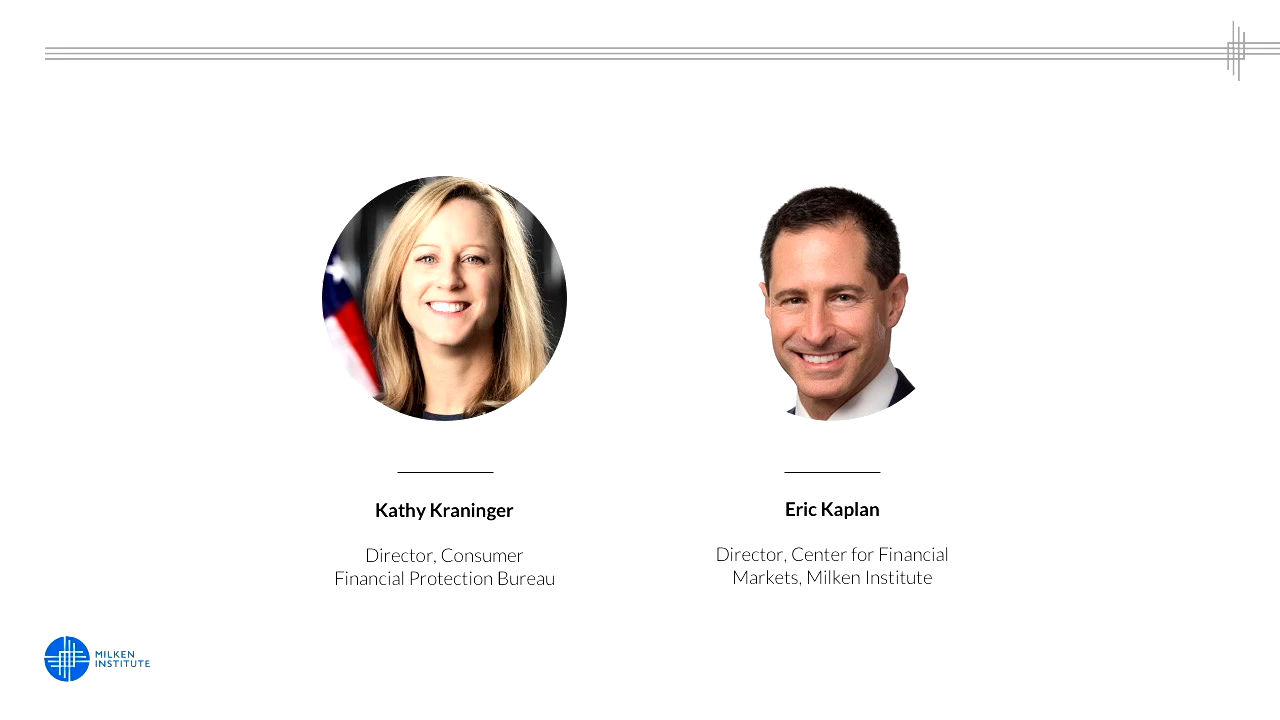 Kathy Kraninger
Director, Consumer
Financial Protection Bureau
Eric Kaplan
Director, Center for Financial
Markets, Milken Institute
MILKEN
INSTITUTE